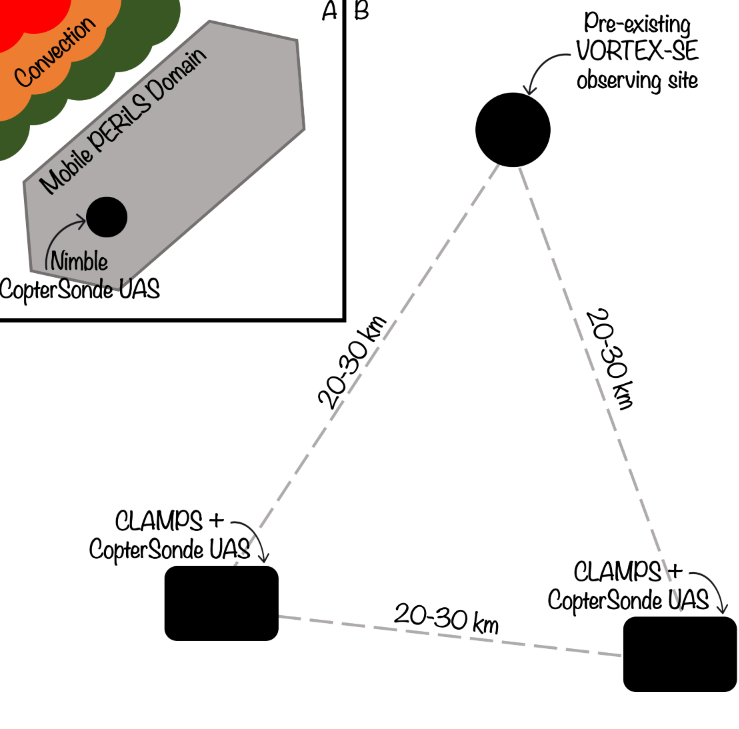 A
B
Convection
Mobile PERiLS Domain
Nimble
CopterSonde UAS
Pre-existing
VORTEX-SE
observing site
20-30 km
20-30 km
CLAMPS +
CopterSonde UAS
CLAMPS +
CopterSonde UAS
20-30 km